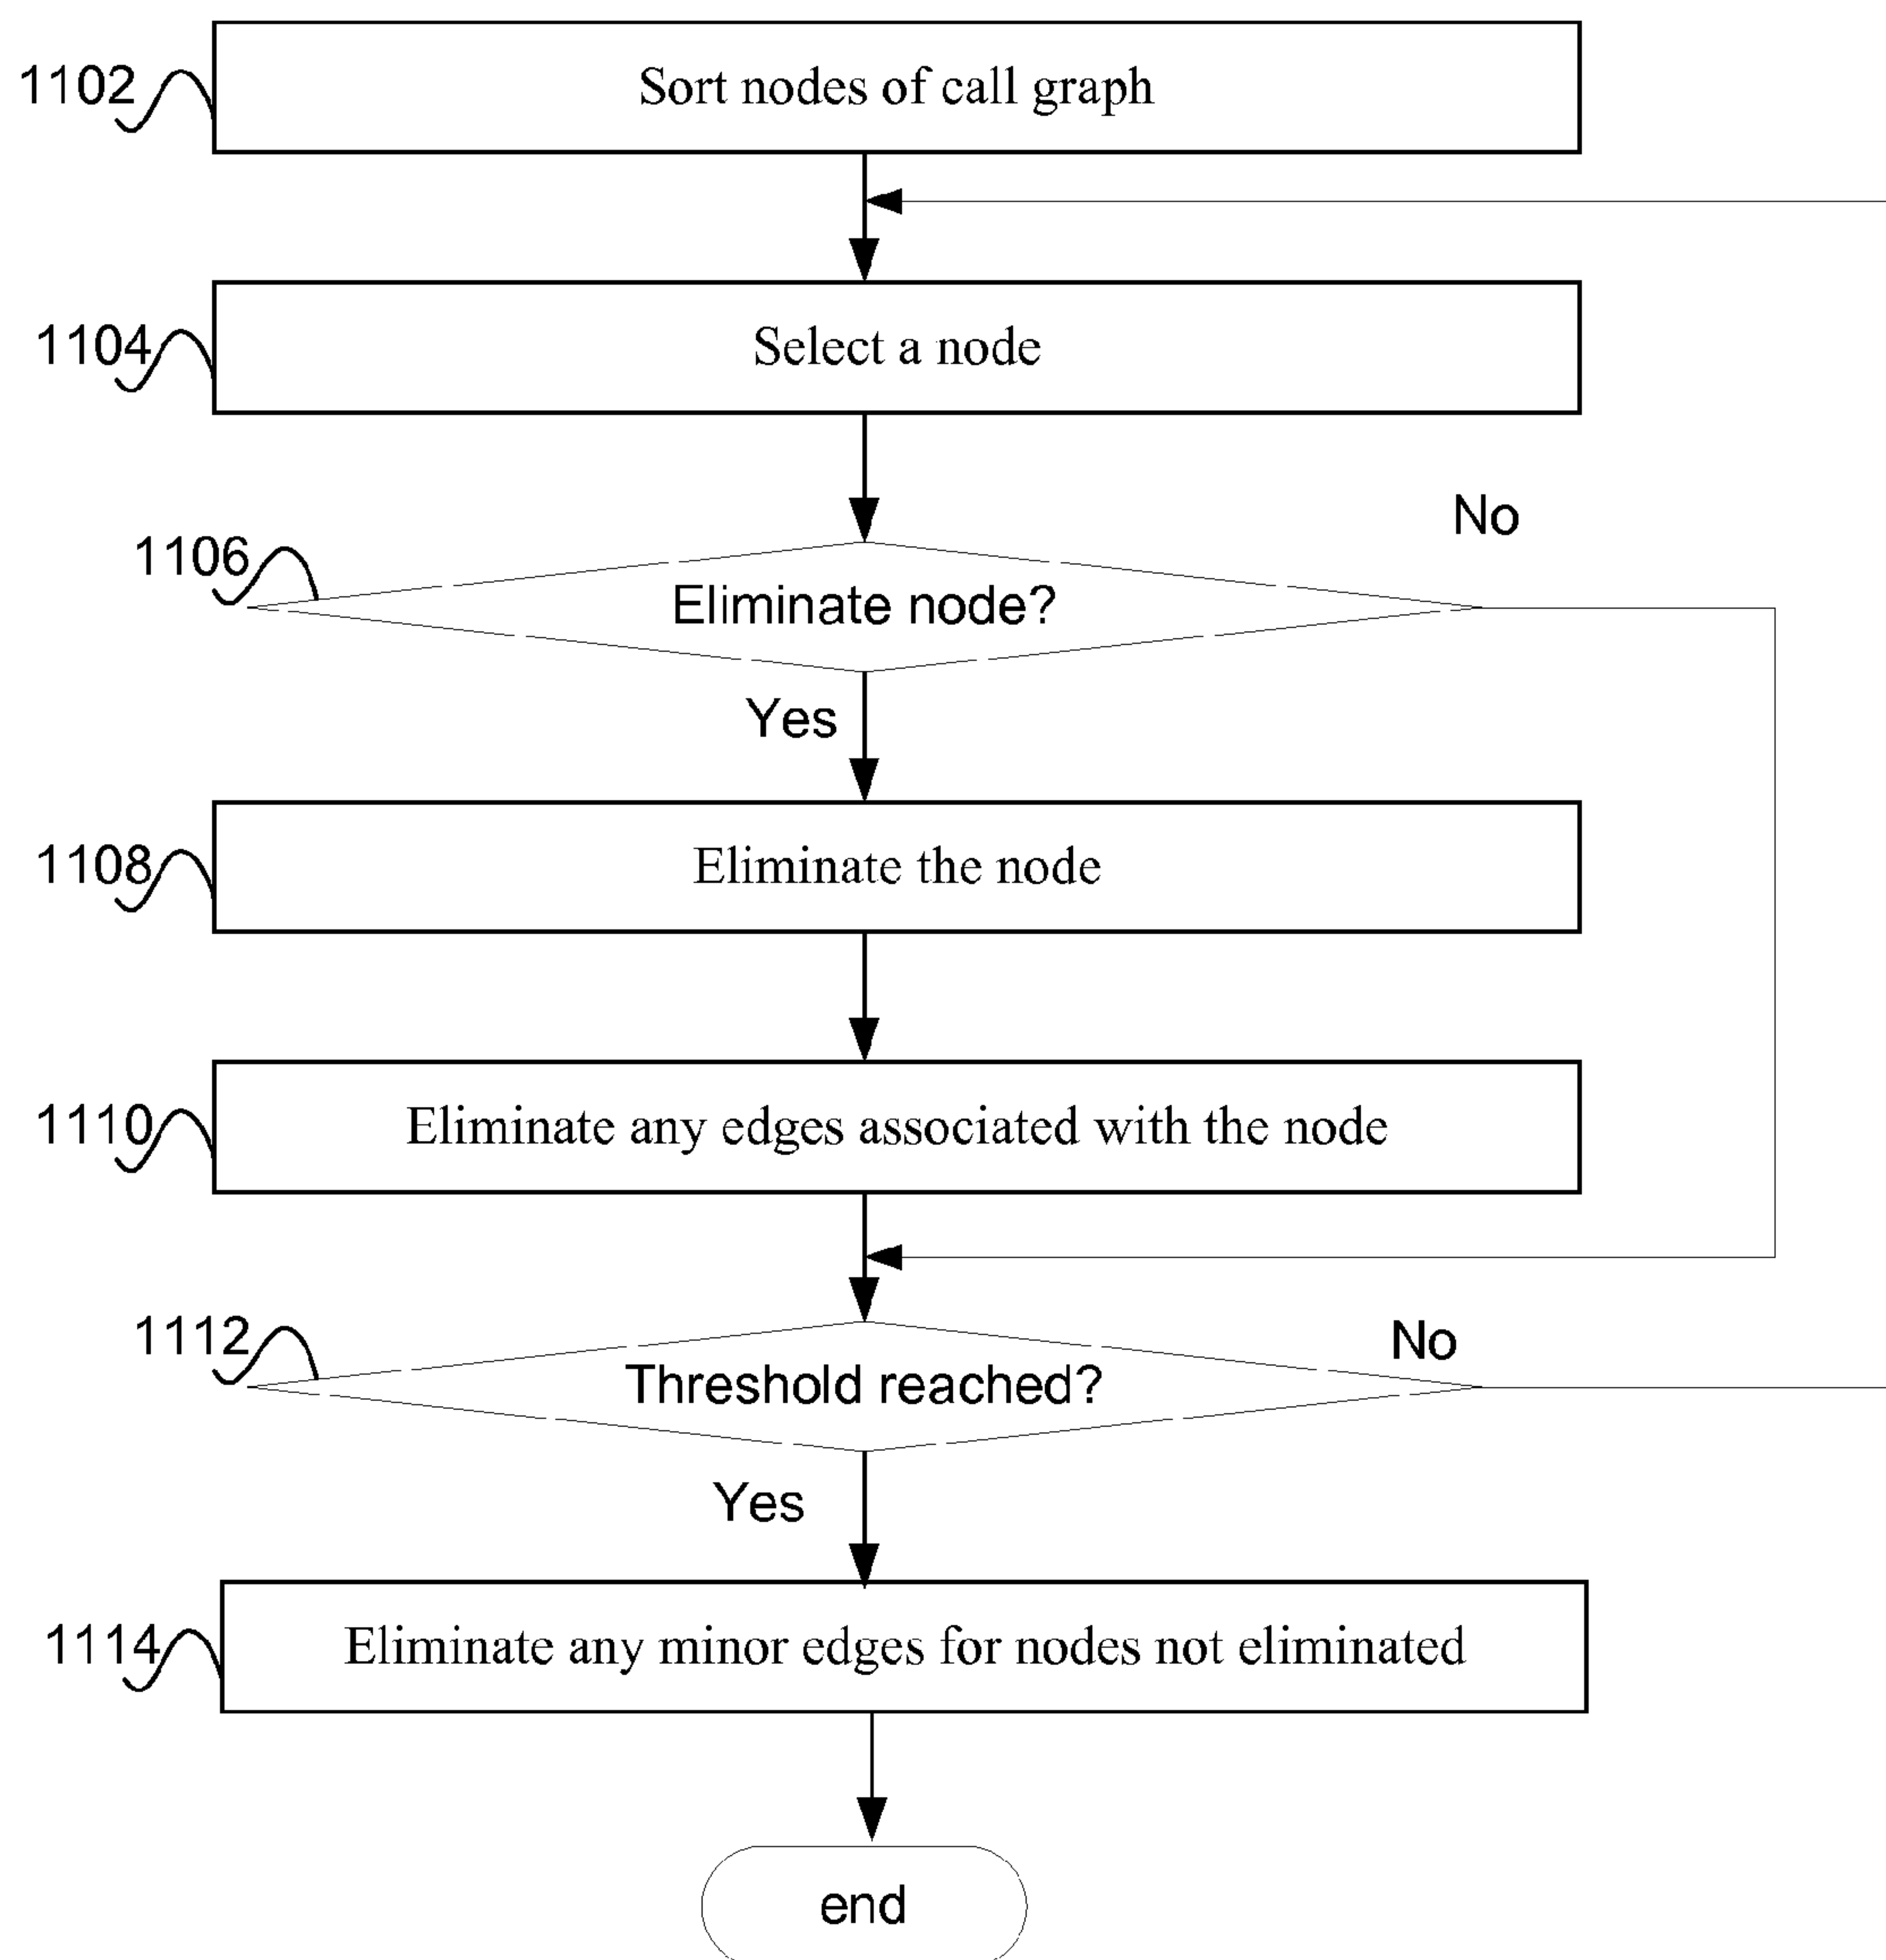 1102
Sort nodes of call graph
1104
Select a node
No
1106
Eliminate node?
Yes
1108
Eliminate the node
1110
Eliminate any edges associated with the node
1112
No
Threshold reached?
Yes
1114
Eliminate any minor edges for nodes not eliminated
end